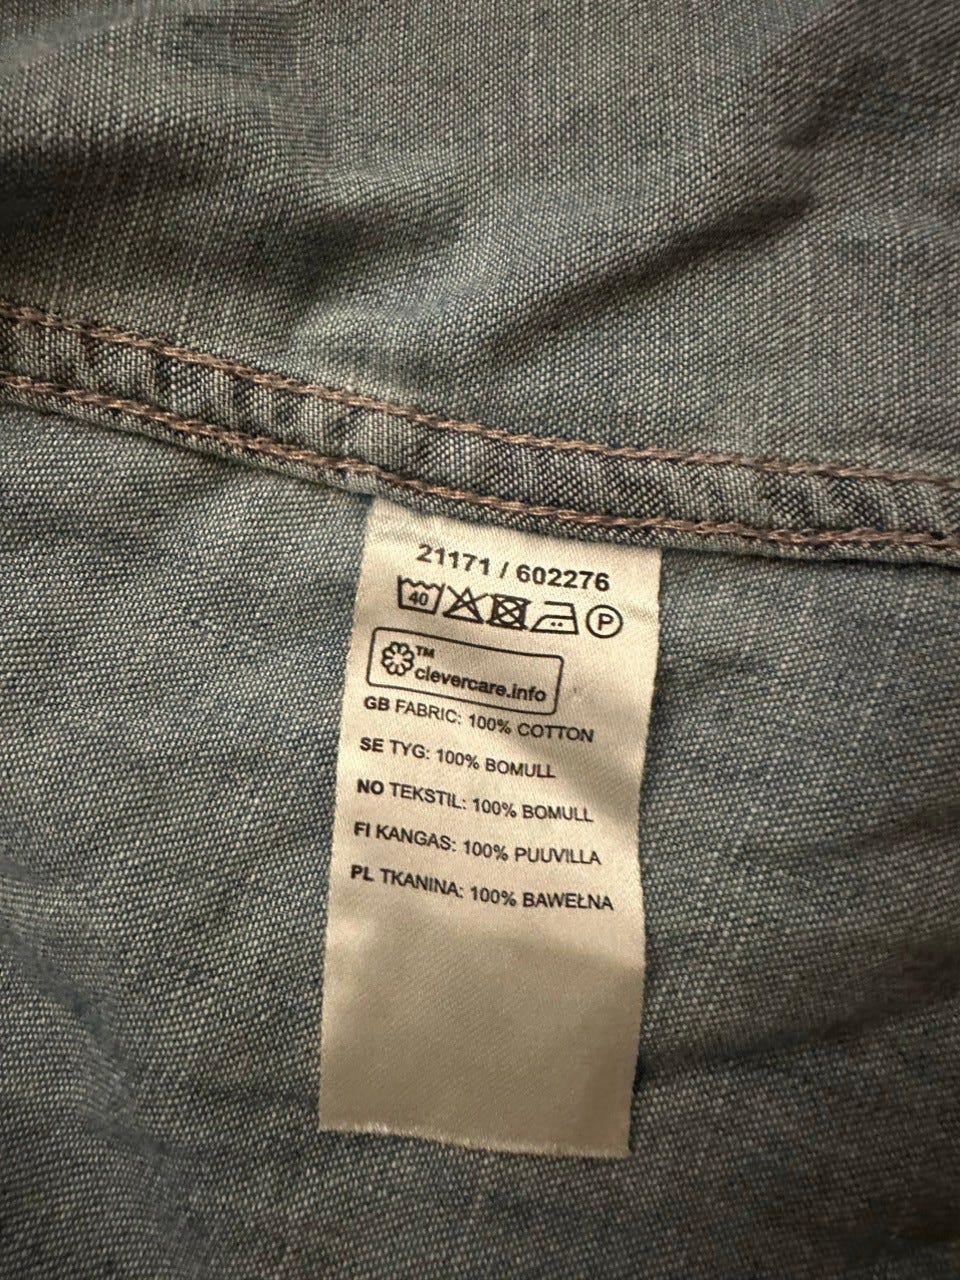 21171 / 602276
40 P
™
clevercare.info
GB FABRIC: 100% COTTON
SE TYG: 100% BOMULL
NO TEKSTIL: 100% BOMULL
FI KANGAS: 100% PUUVILLA
PL TKANINA: 100% BAWEŁNA